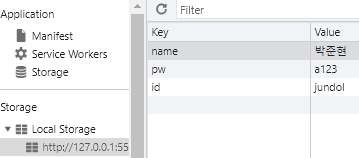 Application
Manifest
Service Workers
Storage
Storage
Local Storage
http://127.0.0.1:55
Filter
Key Value
name 박준현
pw a123
id jundol